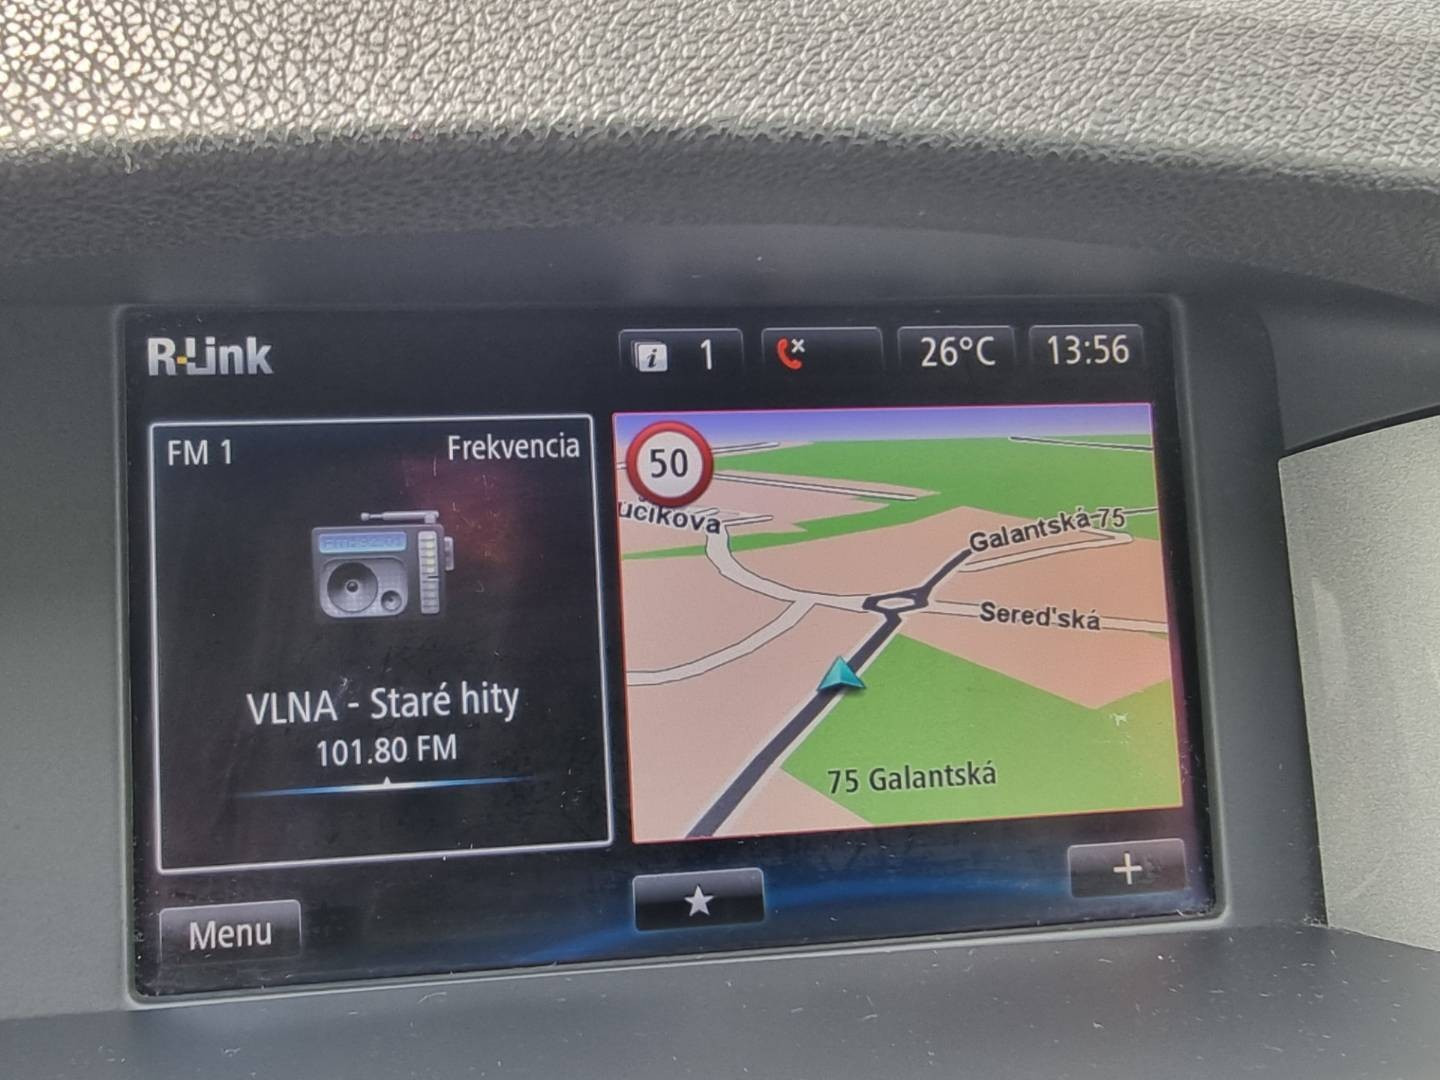 R-Link
i 1
26°C
13:56
FM 1
Frekvencia
VLNA - Staré hity
101.80 FM
50
účikova
Galantská 75
Sereďská
75 Galantská
Menu
+